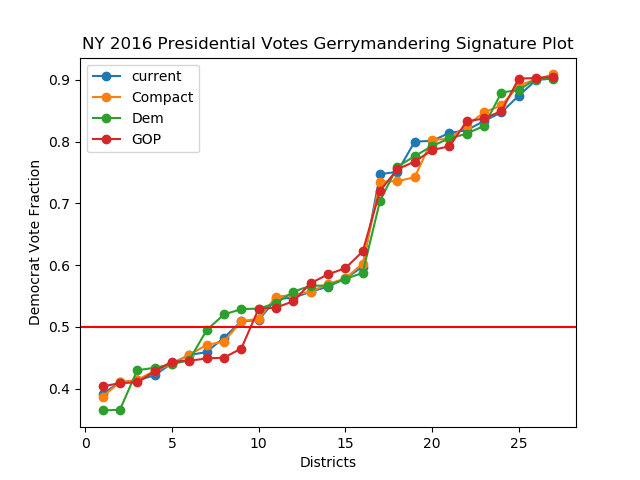 NY 2016 Presidential Votes Gerrymandering Signature Plot
current
Compact
Dem
GOP
Democrat Vote Fraction
0.9
0.8
0.7
0.6
0.5
0.4
0 5 10 15 20 25
Districts